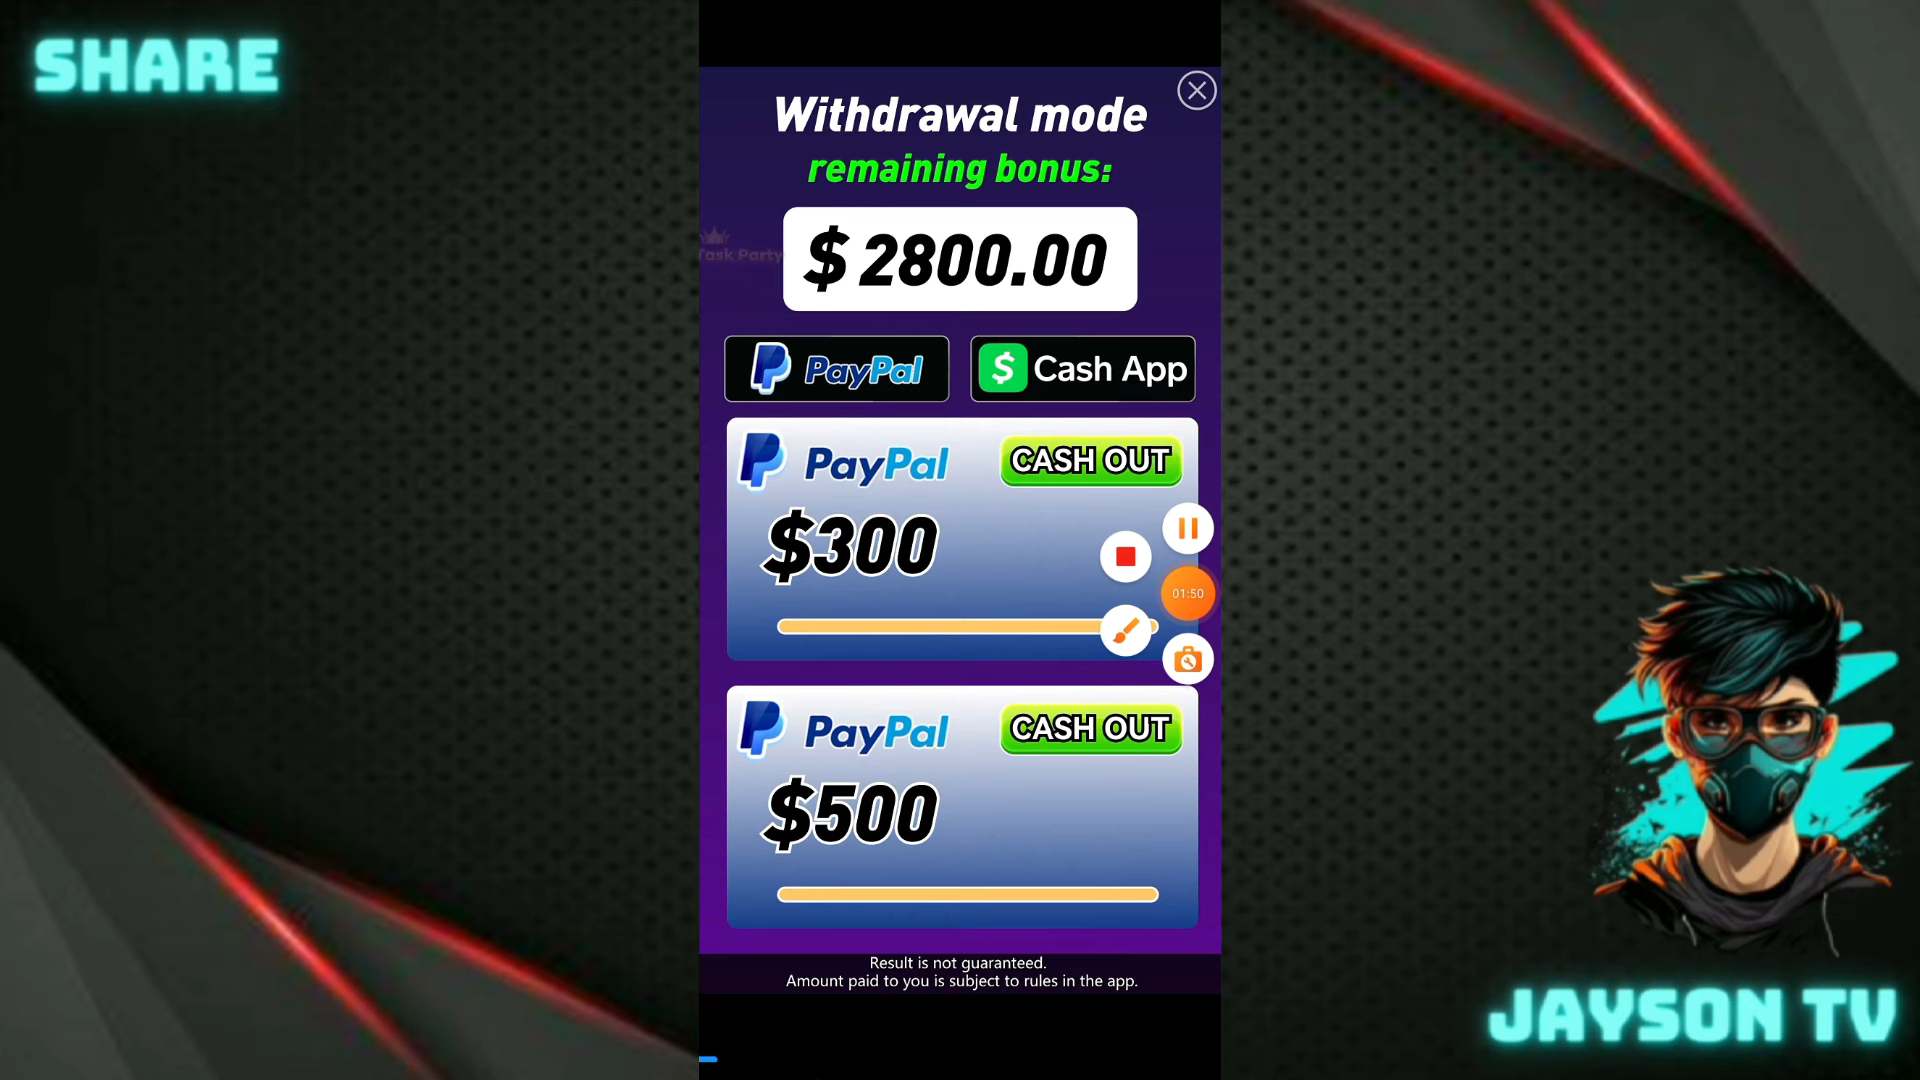 SHARE
Withdrawal mode
remaining bonus:
Task Party
$ 2800.00
PayPal
$ Cash App
PayPal
CASH OUT
$300
01:50
PayPal
CASH OUT
$500
Result is not guaranteed.
Amount paid to you is subject to rules in the app.
JAYSON TV